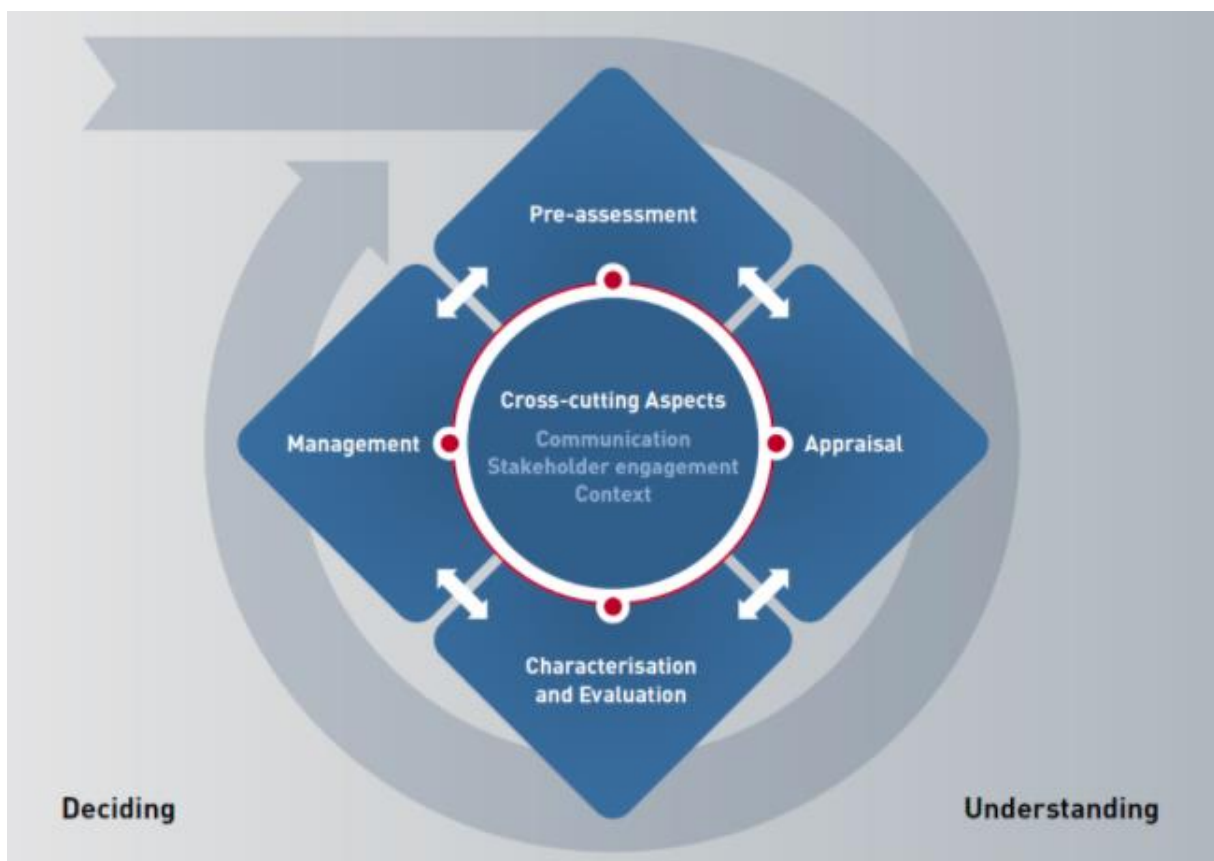 Pre-assessment
Management
Cross-cutting Aspects
Communication
Stakeholder engagement
Context
Appraisal
Characterisation
and Evaluation
Deciding
Understanding